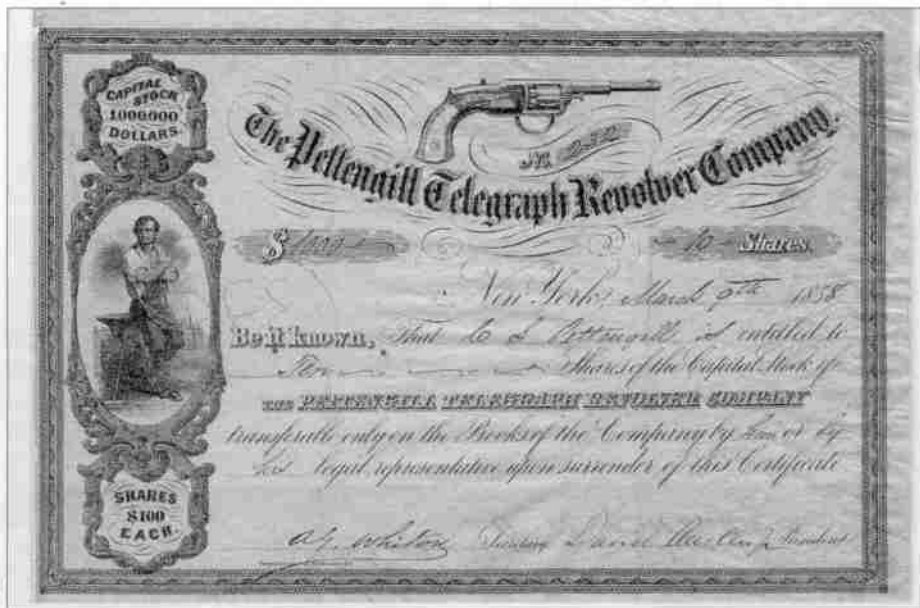 CAPITAL
STOCK
1000000
DOLLARS.
The Pettengill Telegraph Revolver Company.
$ 1000 10 Shares.
New York, March 9th 1858
Be it known, That C S Pettengill is entitled to
Ten Shares of the Capital Stock of
THE PETTENGILL TELEGRAPH REVOLVER COMPANY
transferable only on the Books of the Company by him or by
his legal representative upon surrender of this Certificate
SHARES
$100
EACH
Whiton Secretary David President